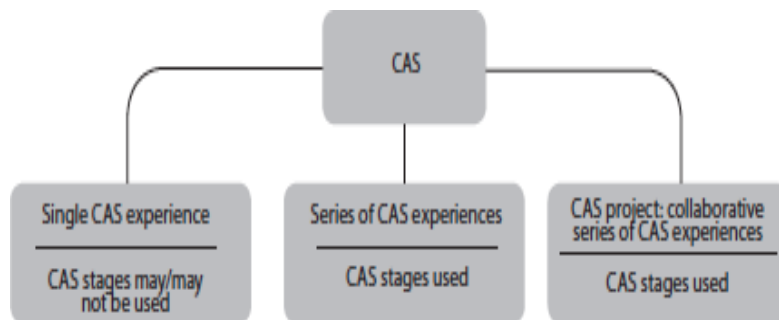 CAS
Single CAS experience
CAS stages may/may
not be used
Series of CAS experiences
CAS stages used
CAS project: collaborative
series of CAS experiences
CAS stages used